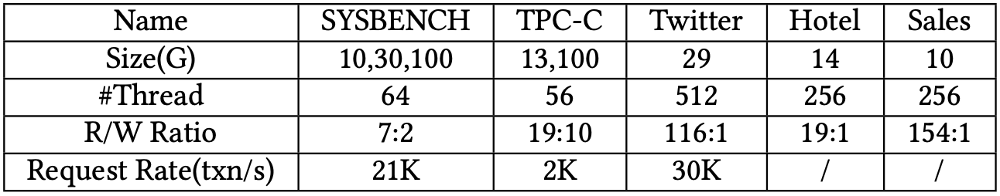 Name SYSBENCH TPC-C Twitter Hotel Sales
Size(G) 10,30,100 13,100 29 14 10
#Thread 64 56 512 256 256
R/W Ratio 7:2 19:10 116:1 19:1 154:1
Request Rate(txn/s) 21K 2K 30K / /